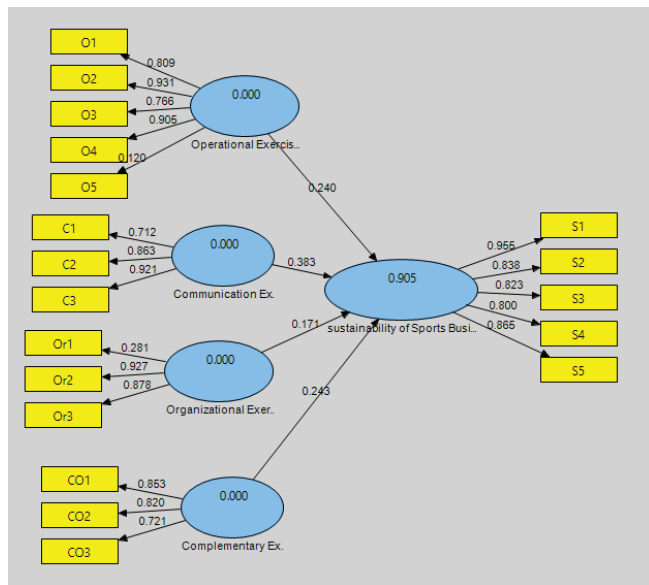 O1
0.809
O2
0.931
O3
0.766
O4
0.905
O5
0.120
0.000
Operational Exercis..
0.240
C1
0.712
C2
0.863
C3
0.921
0.000
Communication Ex.
0.383
Or1
0.281
Or2
0.927
Or3
0.878
0.000
Organizational Exer..
0.171
CO1
0.853
CO2
0.820
CO3
0.721
0.000
Complementary Ex.
0.243
0.905
sustainability of Sports Busi..
0.955
S1
0.838
S2
0.823
S3
0.800
S4
0.865
S5